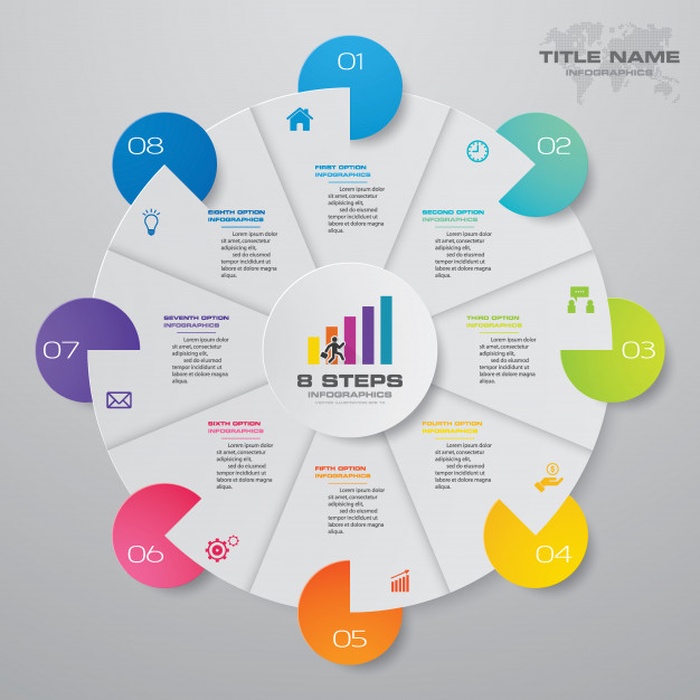 TITLE NAME
INFOGRAPHICS
01
FIRST OPTION
INFOGRAPHICS
Lorem ipsum dolor
sit amet, consectetur
adipiscing elit,
sed do eiusmod
tempor incididunt ut
labore et dolore magna
aliqua.
02
SECOND OPTION
INFOGRAPHICS
Lorem ipsum dolor
sit amet, consectetur
adipiscing elit,
sed do eiusmod
tempor incididunt ut
labore et dolore magna
aliqua.
03
THIRD OPTION
INFOGRAPHICS
Lorem ipsum dolor
sit amet, consectetur
adipiscing elit,
sed do eiusmod
tempor incididunt ut
labore et dolore magna
aliqua.
04
FOURTH OPTION
INFOGRAPHICS
Lorem ipsum dolor
sit amet, consectetur
adipiscing elit,
sed do eiusmod
tempor incididunt ut
labore et dolore magna
aliqua.
$
05
FIFTH OPTION
INFOGRAPHICS
Lorem ipsum dolor
sit amet, consectetur
adipiscing elit,
sed do eiusmod
tempor incididunt ut
labore et dolore magna
aliqua.
06
SIXTH OPTION
INFOGRAPHICS
Lorem ipsum dolor
sit amet, consectetur
adipiscing elit,
sed do eiusmod
tempor incididunt ut
labore et dolore magna
aliqua.
07
SEVENTH OPTION
INFOGRAPHICS
Lorem ipsum dolor
sit amet, consectetur
adipiscing elit,
sed do eiusmod
tempor incididunt ut
labore et dolore magna
aliqua.
08
EIGHTH OPTION
INFOGRAPHICS
Lorem ipsum dolor
sit amet, consectetur
adipiscing elit,
sed do eiusmod
tempor incididunt ut
labore et dolore magna
aliqua.
8 STEPS
INFOGRAPHICS